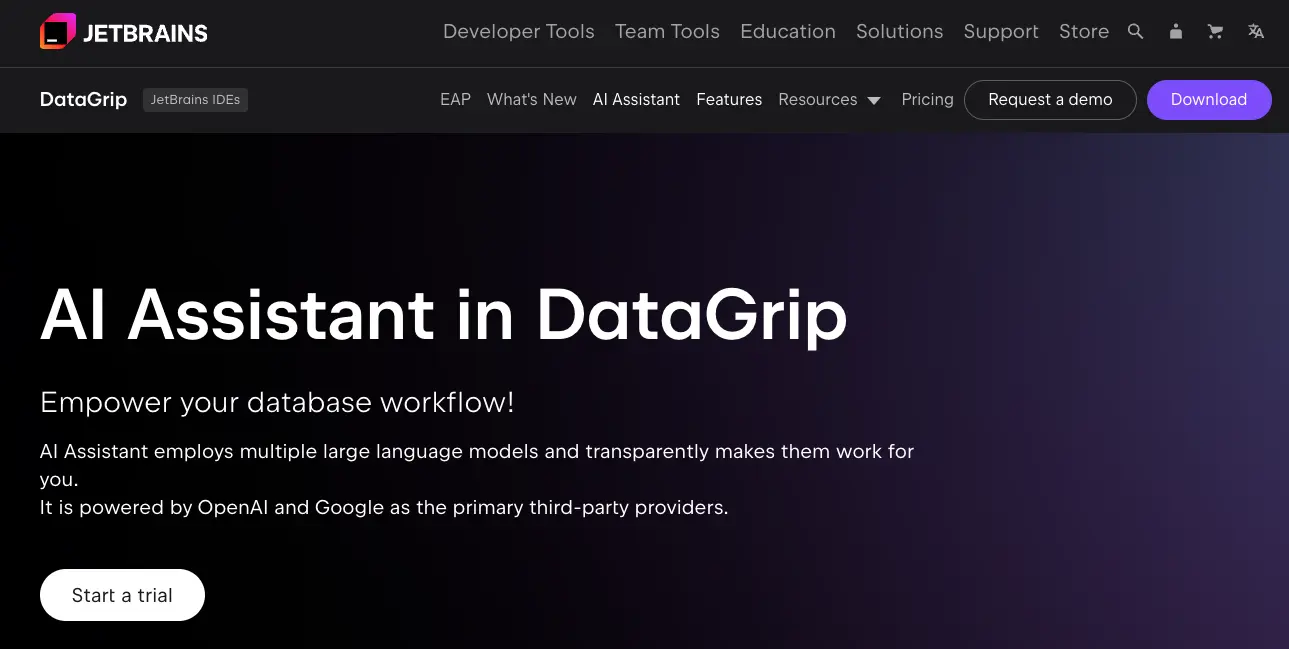 JETBRAINS
Developer Tools Team Tools Education Solutions Support Store
DataGrip JetBrains IDEs EAP What's New AI Assistant Features Resources Pricing Request a demo Download
AI Assistant in DataGrip
Empower your database workflow!
AI Assistant employs multiple large language models and transparently makes them work for
you.
It is powered by OpenAI and Google as the primary third-party providers.
Start a trial